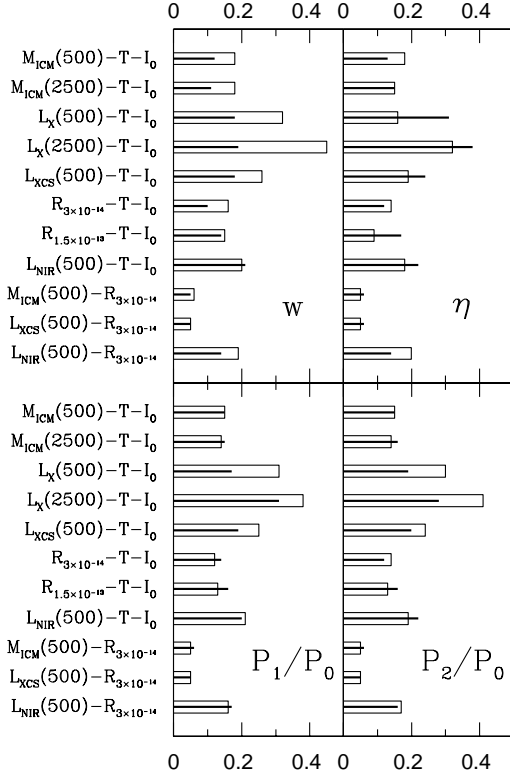 0 0.2 0.4 0 0.2 0.4
M_ICM(500)−T−I_0
M_ICM(2500)−T−I_0
L_X(500)−T−I_0
L_X(2500)−T−I_0
L_XCS(500)−T−I_0
R_3×10^-14−T−I_0
R_1.5×10^-13−T−I_0
L_NIR(500)−T−I_0
M_ICM(500)−R_3×10^-14
w η
L_XCS(500)−R_3×10^-14
L_NIR(500)−R_3×10^-14
M_ICM(500)−T−I_0
M_ICM(2500)−T−I_0
L_X(500)−T−I_0
L_X(2500)−T−I_0
L_XCS(500)−T−I_0
R_3×10^-14−T−I_0
R_1.5×10^-13−T−I_0
L_NIR(500)−T−I_0
M_ICM(500)−R_3×10^-14
P_1/P_0 P_2/P_0
L_XCS(500)−R_3×10^-14
L_NIR(500)−R_3×10^-14
0 0.2 0.4 0 0.2 0.4